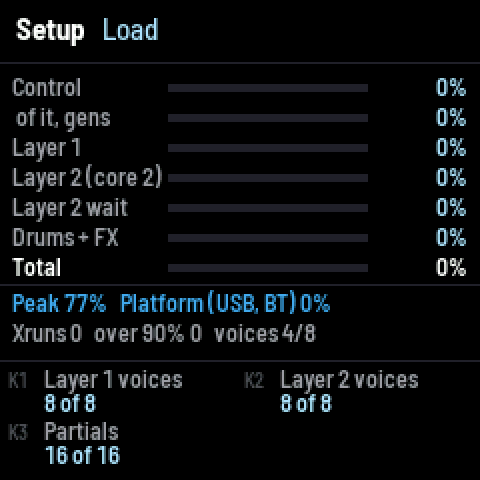 Setup Load
Control 0%
of it, gens 0%
Layer 1 0%
Layer 2 (core 2) 0%
Layer 2 wait 0%
Drums + FX 0%
Total 0%
Peak 77% Platform (USB, BT) 0%
Xruns 0 over 90% 0 voices 4/8
K1 Layer 1 voices K2 Layer 2 voices
8 of 8 8 of 8
K3 Partials
16 of 16